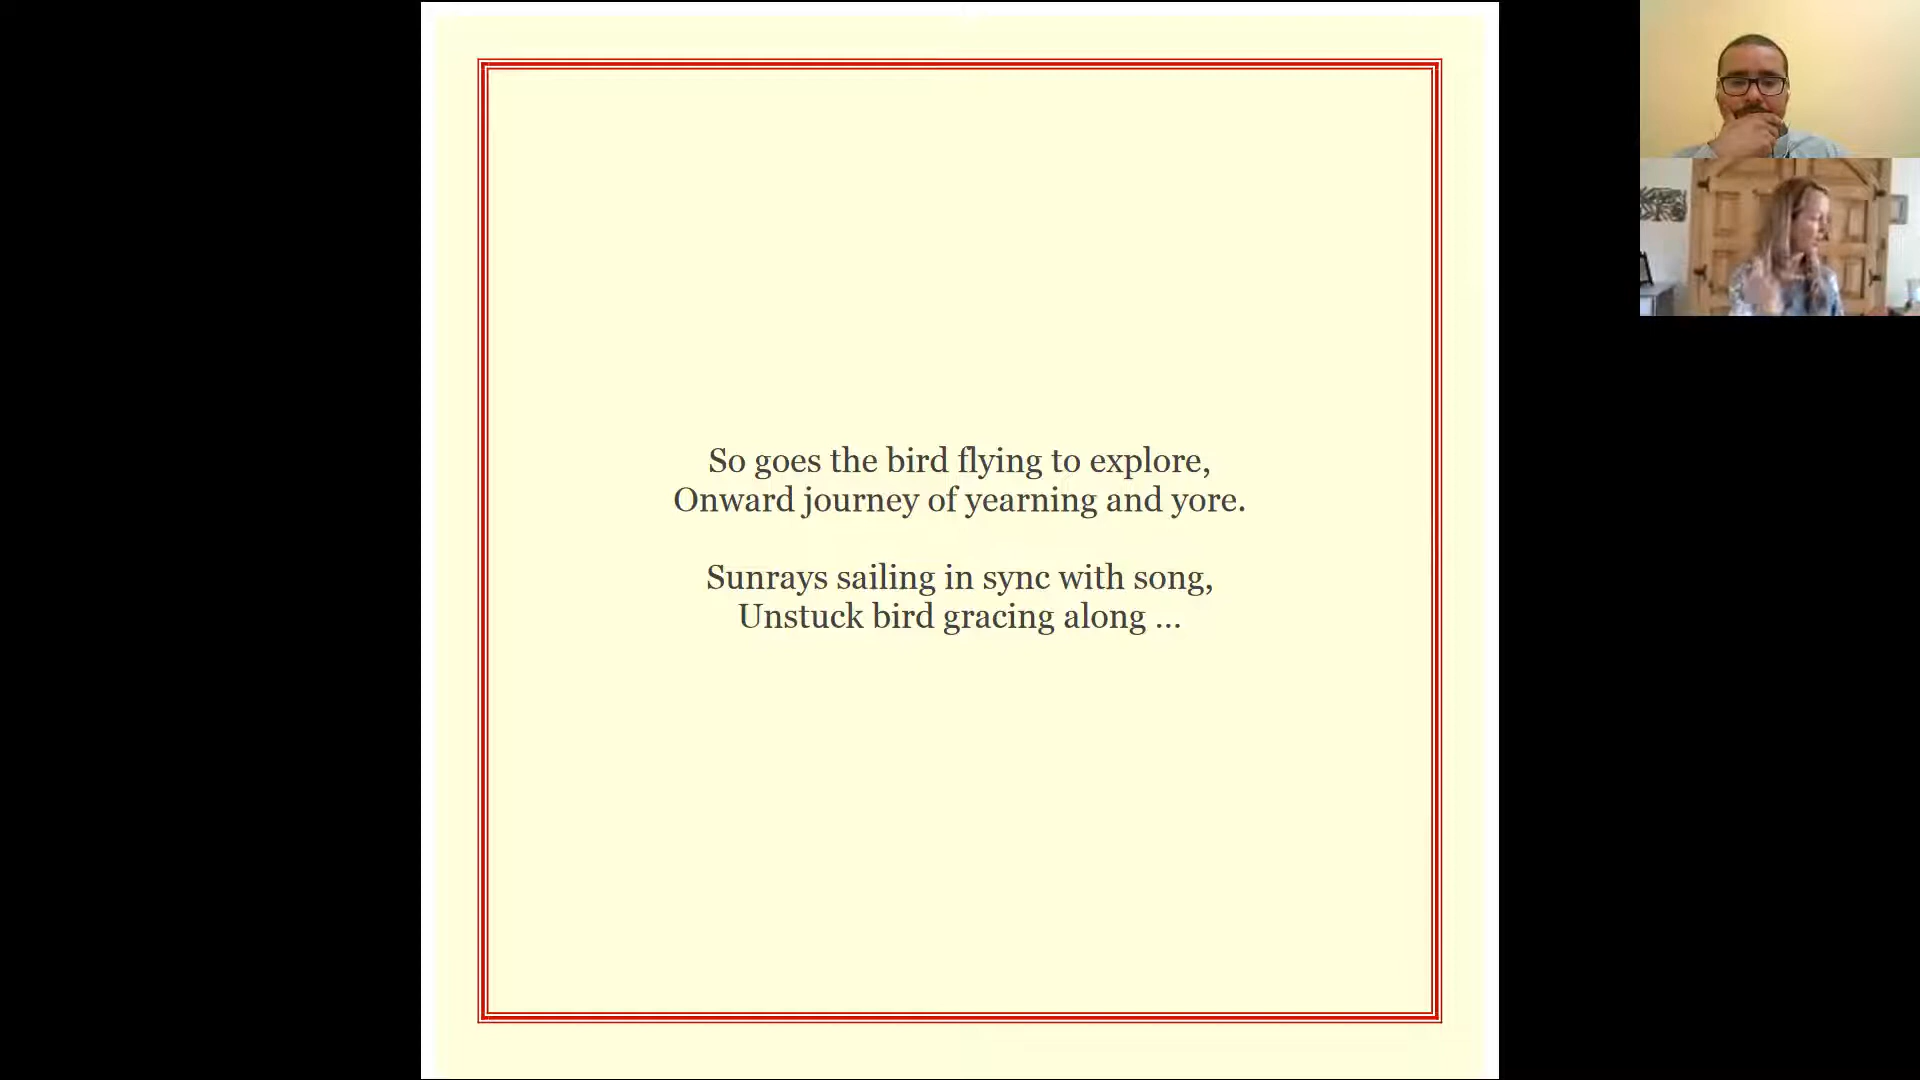 So goes the bird flying to explore,
Onward journey of yearning and yore.
Sunrays sailing in sync with song,
Unstuck bird gracing along ...